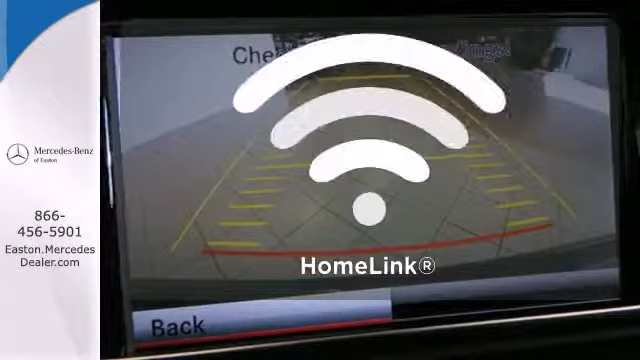 Mercedes-Benz
of Easton
866-
456-5901
Easton.Mercedes
Dealer.com
HomeLink®
Back